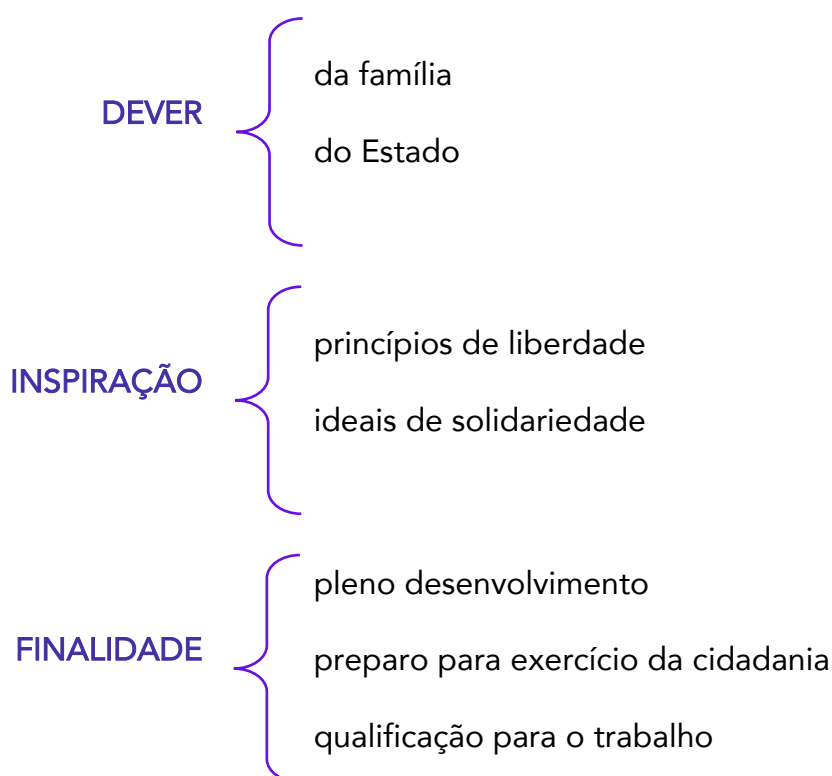 DEVER
da família
do Estado
INSPIRAÇÃO
princípios de liberdade
ideais de solidariedade
FINALIDADE
pleno desenvolvimento
preparo para exercício da cidadania
qualificação para o trabalho